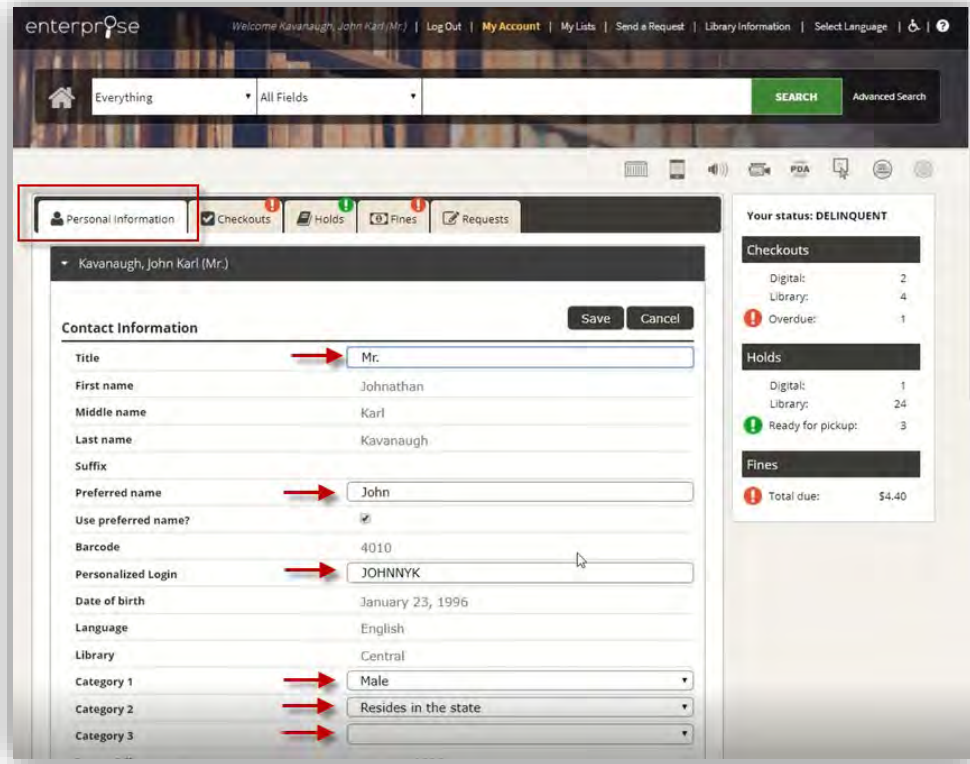 enterprise
Welcome Kavanaugh, John Karl (Mr.) | Log Out | My Account | My Lists | Send a Request | Library Information | Select Language | |
Everything All Fields SEARCH Advanced Search
PDA
Personal Information Checkouts Holds Fines Requests
Kavanaugh, John Karl (Mr.)
Contact Information Save Cancel
Title Mr.
First name Johnathan
Middle name Karl
Last name Kavanaugh
Suffix
Preferred name John
Use preferred name?
Barcode 4010
Personalized Login JOHNNYK
Date of birth January 23, 1996
Language English
Library Central
Category 1 Male
Category 2 Resides in the state
Category 3
Your status: DELINQUENT
Checkouts
Digital: 2
Library: 4
Overdue: 1
Holds
Digital: 1
Library: 24
Ready for pickup: 3
Fines
Total due: $4.40